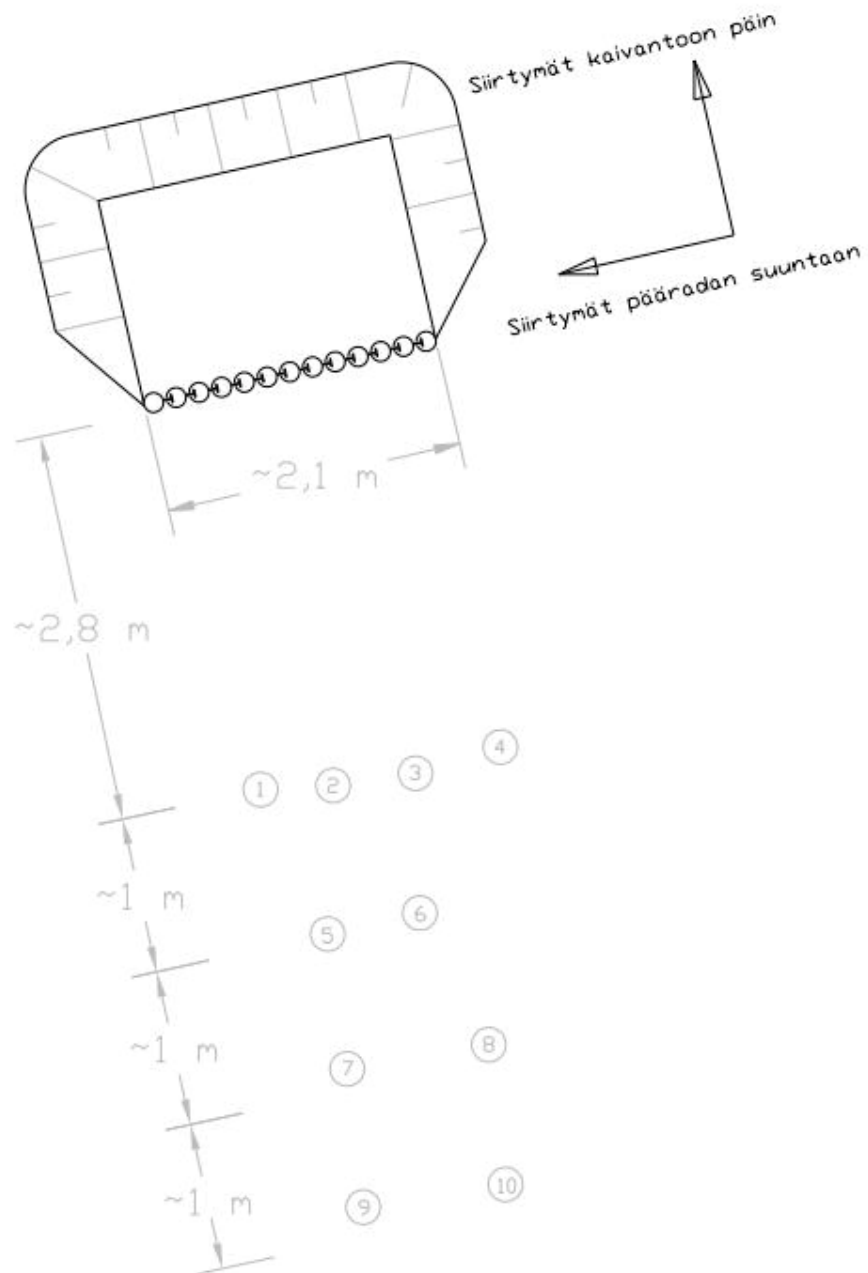 Siirtymät kaivantoon päin
Siirtymät pääradan suuntaan
~2,1 m
~2,8 m
4
3
2
1
~1 m
6
5
~1 m
8
7
~1 m
10
9